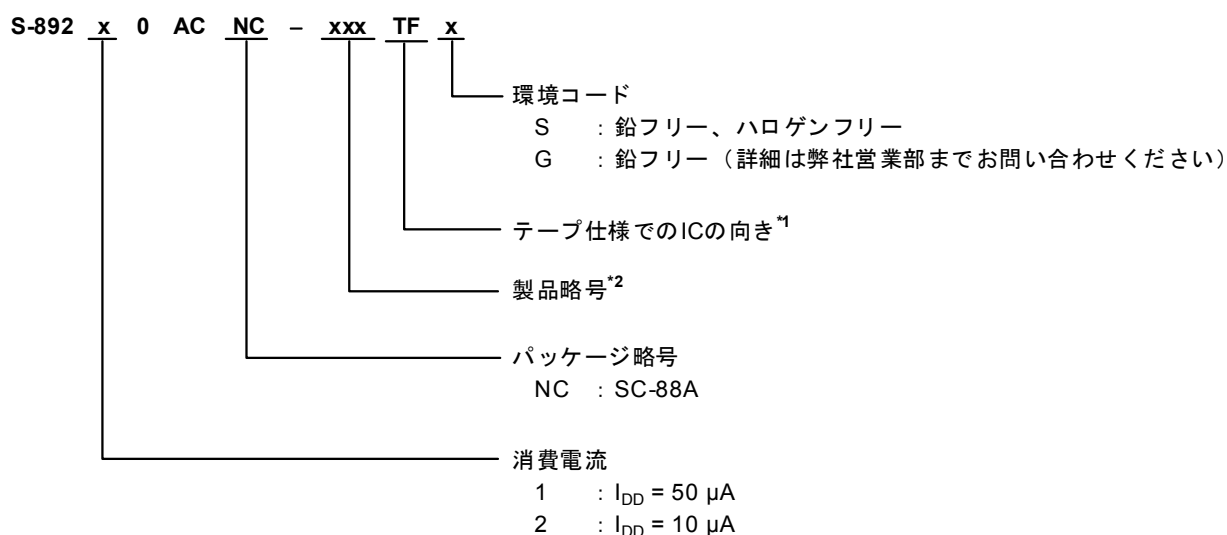 S-892 x 0 AC NC – xxx TF x
環境コード
S : 鉛フリー、ハロゲンフリー
G : 鉛フリー（詳細は弊社営業部までお問い合わせください）
テープ仕様でのICの向き*1
製品略号*2
パッケージ略号
NC : SC-88A
消費電流
1 : IDD = 50 μA
2 : IDD = 10 μA